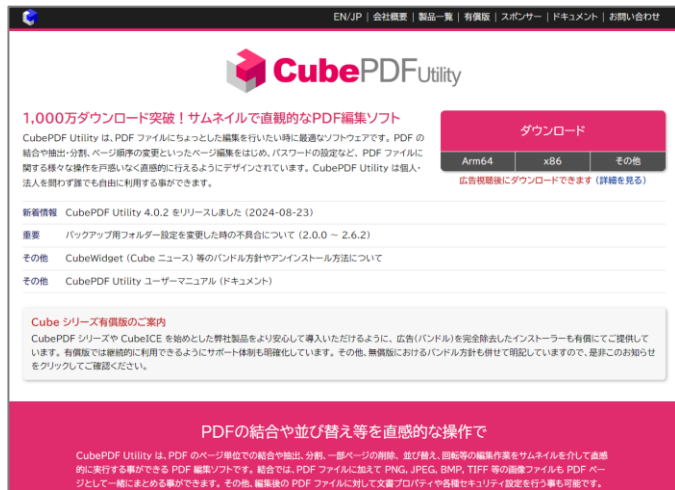 EN/JP | 会社概要 | 製品一覧 | 有償版 | スポンサー | ドキュメント | お問い合わせ
CubePDF Utility
1,000万ダウンロード突破！サムネイルで直観的なPDF編集ソフト
CubePDF Utility は、PDF ファイルにちょっとした編集を行いたい時に最適なソフトウェアです。PDF の
結合や抽出・分割、ページ順序の変更といったページ編集をはじめ、パスワードの設定など、PDF ファイルに
関する様々な操作を戸惑いなく直感的に行えるようにデザインされています。CubePDF Utility は個人・
法人を問わず誰でも自由に利用する事ができます。
ダウンロード
Arm64 x86 その他
広告視聴後にダウンロードできます (詳細を見る)
新着情報 CubePDF Utility 4.0.2 をリリースしました (2024-08-23)
重要 バックアップ用フォルダー設定を変更した時の不具合について (2.0.0 ～ 2.6.2)
その他 CubeWidget (Cube ニュース) 等のバンドル方針やアンインストール方法について
その他 CubePDF Utility ユーザーマニュアル (ドキュメント)
Cube シリーズ有償版のご案内
CubePDF シリーズや CubeICE を始めとした弊社製品をより安心して導入いただけるように、広告(バンドル)を完全除去したインストーラーも有償にてご提供して
います。有償版では継続的に利用できるようにサポート体制も明確化しています。その他、無償版におけるバンドル方針も併せて明記していますので、是非このお知らせ
をクリックしてご確認ください。
PDFの結合や並び替え等を直感的な操作で
CubePDF Utility は、PDF のページ単位での結合や抽出、分割、一部ページの削除、並び替え、回転等の編集作業をサムネイルを介して直感
的に実行する事ができる PDF 編集ソフトです。結合では、PDF ファイルに加えて PNG, JPEG, BMP, TIFF 等の画像ファイルも PDF ペー
ジとして一緒にまとめる事ができます。その他、編集後の PDF ファイルに対して文書プロパティや各種セキュリティ設定を行う事も可能です。